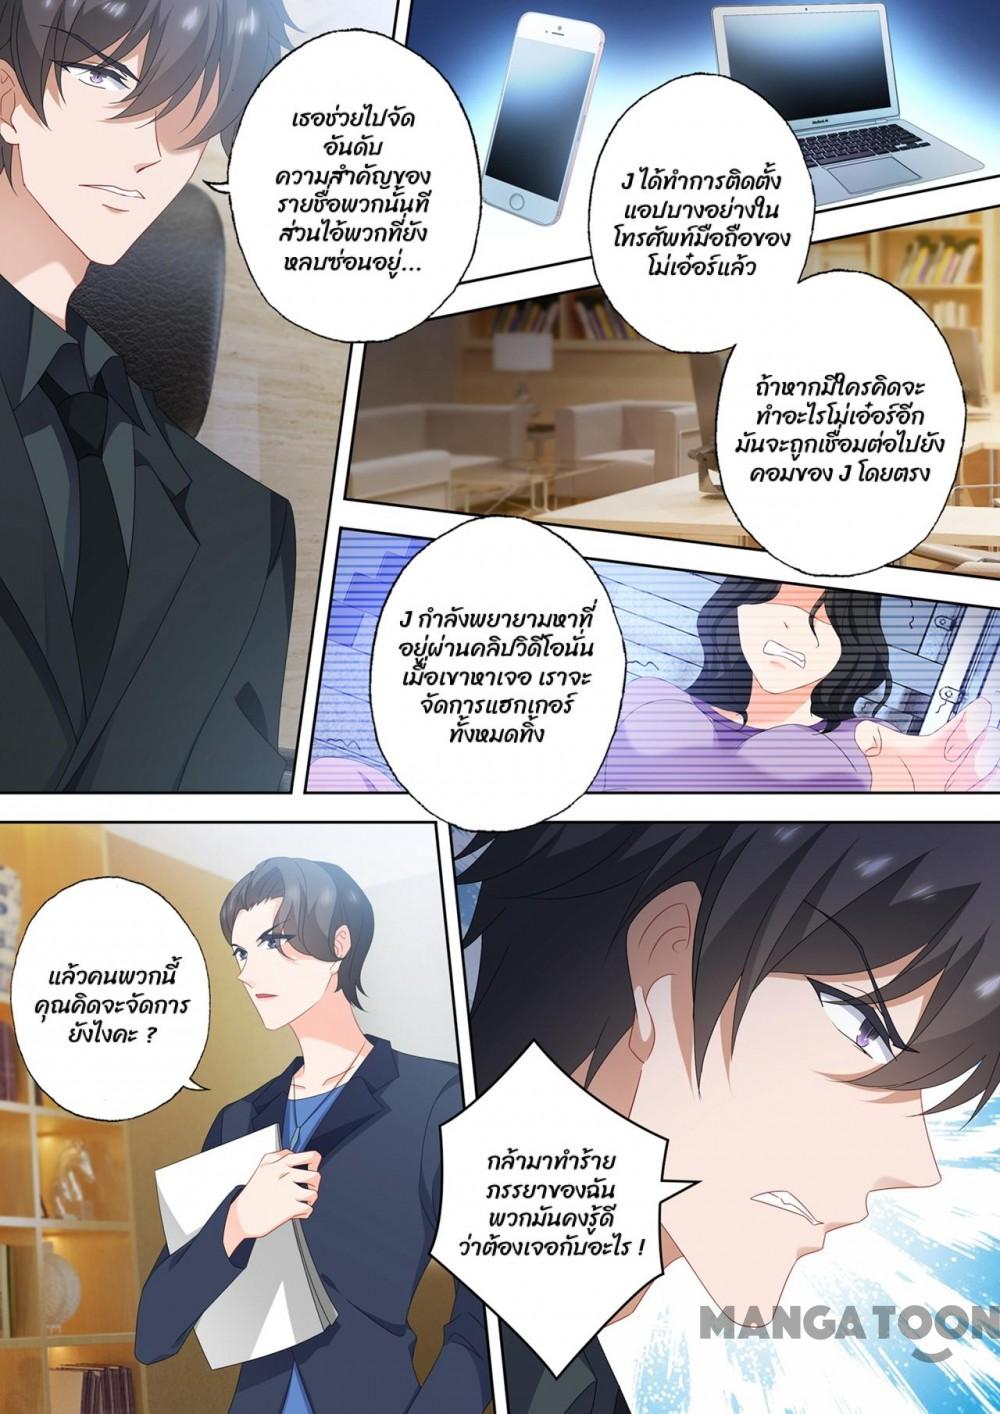 เธอช่วยไปจัด
อันดับ
ความสำคัญของ
รายชื่อพวกนั้นที
ส่วนไอ้พวกที่ยัง
หลบซ่อนอยู่...
J ได้ทำการติดตั้ง
แอปบางอย่างใน
โทรศัพท์มือถือของ
โม่เอ๋อร์แล้ว
ถ้าหากมีใครคิดจะ
ทำอะไรโม่เอ๋อร์อีก
มันจะถูกเชื่อมต่อไปยัง
คอมของ J โดยตรง
J กำลังพยายามหาที่
อยู่ผ่านคลิปวิดีโอนั่น
เมื่อเขาหาเจอ เราจะ
จัดการแฮกเกอร์
ทั้งหมดทิ้ง
แล้วคนพวกนี้
คุณคิดจะจัดการ
ยังไงคะ ?
กล้ามาทำร้าย
ภรรยาของฉัน
พวกมันคงรู้ดี
ว่าต้องเจอกับอะไร !
MANGATOON